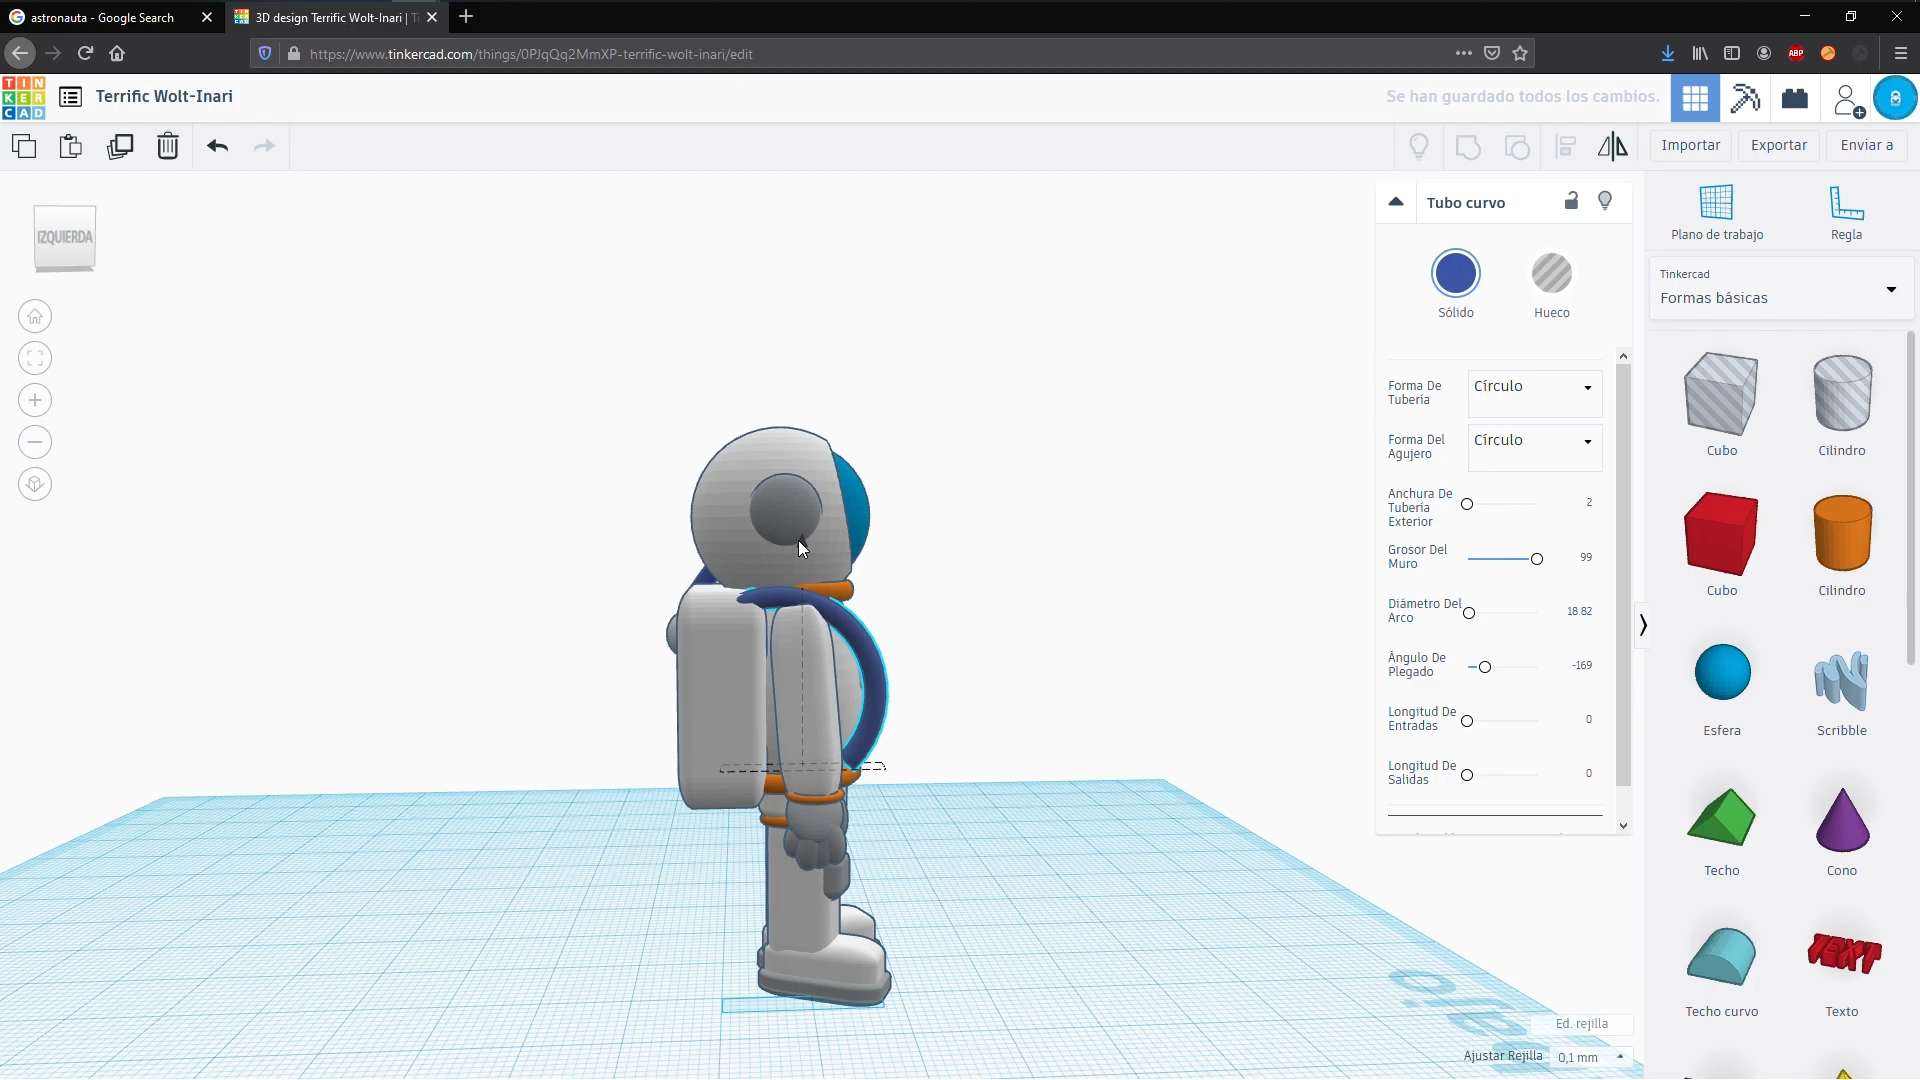 astronauta - Google Search
3D design Terrific Wolt-Inari | T
https://www.tinkercad.com/things/0PJqQq2MmXP-terrific-wolt-inari/edit
ABP
TIN
KER
CAD
Terrific Wolt-Inari
Se han guardado todos los cambios.
Importar
Exportar
Enviar a
IZQUIERDA
Tubo curvo
Sólido
Hueco
Forma De
Tubería
Círculo
Forma Del
Agujero
Círculo
Anchura De
Tubería
Exterior
2
Grosor Del
Muro
99
Diámetro Del
Arco
18.82
Ángulo De
Plegado
-169
Longitud De
Entradas
0
Longitud De
Salidas
0
Plano de trabajo
Regla
Tinkercad
Formas básicas
Cubo
Cilindro
Cubo
Cilindro
Esfera
Scribble
Techo
Cono
TEXT
Techo curvo
Texto
Ed. rejilla
Ajustar Rejilla
0,1 mm